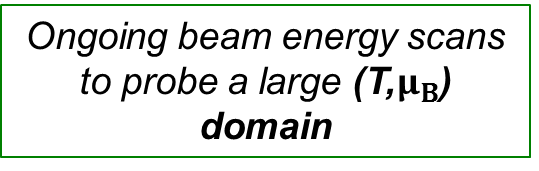 Ongoing beam energy scans
to probe a large (T,μB)
domain